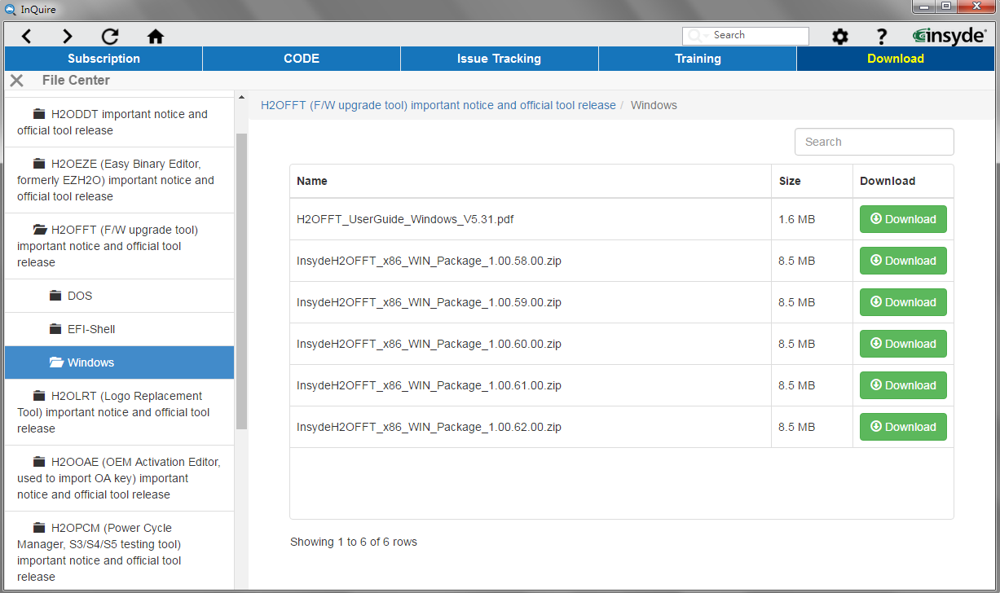 InQuire
Search
?
insyde®
Subscription
CODE
Issue Tracking
Training
Download
File Center
H2ODDT important notice and
official tool release
H2OEZE (Easy Binary Editor,
formerly EZH2O) important notice and
official tool release
H2OFFT (F/W upgrade tool)
important notice and official tool
release
DOS
EFI-Shell
Windows
H2OLRT (Logo Replacement
Tool) important notice and official tool
release
H2OOAE (OEM Activation Editor,
used to import OA key) important
notice and official tool release
H2OPCM (Power Cycle
Manager, S3/S4/S5 testing tool)
important notice and official tool
release
H2OFFT (F/W upgrade tool) important notice and official tool release / Windows
Search
Name Size Download
H2OFFT_UserGuide_Windows_V5.31.pdf 1.6 MB Download
InsydeH2OFFT_x86_WIN_Package_1.00.58.00.zip 8.5 MB Download
InsydeH2OFFT_x86_WIN_Package_1.00.59.00.zip 8.5 MB Download
InsydeH2OFFT_x86_WIN_Package_1.00.60.00.zip 8.5 MB Download
InsydeH2OFFT_x86_WIN_Package_1.00.61.00.zip 8.5 MB Download
InsydeH2OFFT_x86_WIN_Package_1.00.62.00.zip 8.5 MB Download
Showing 1 to 6 of 6 rows